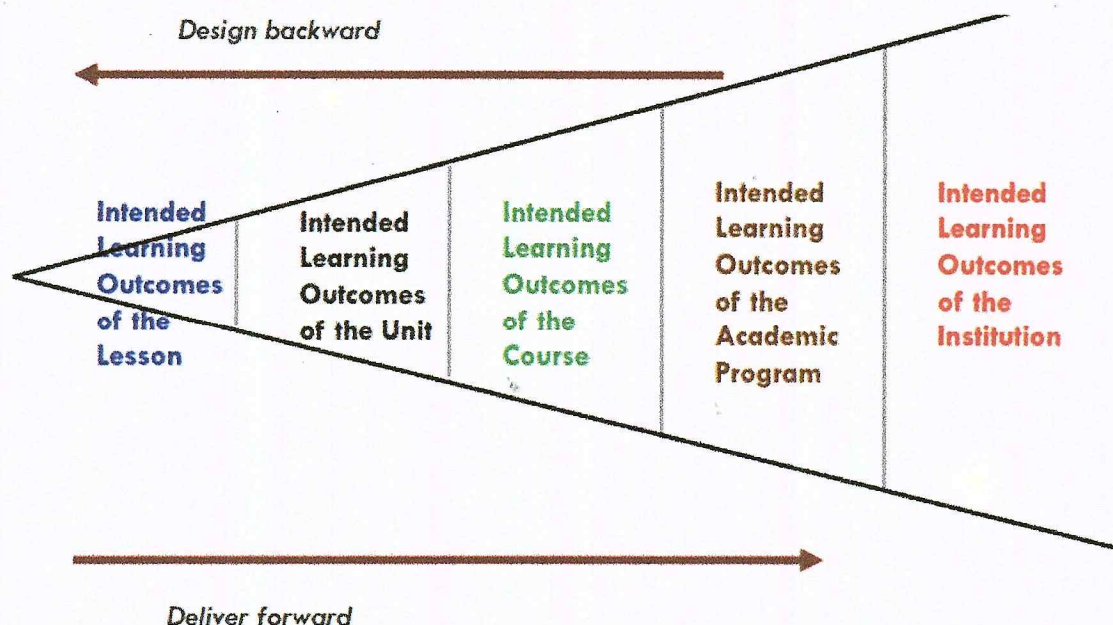 Design backward
Intended
Learning
Outcomes
of the
Lesson
Intended
Learning
Outcomes
of the Unit
Intended
Learning
Outcomes
of the
Course
Intended
Learning
Outcomes
of the
Academic
Program
Intended
Learning
Outcomes
of the
Institution
Deliver forward